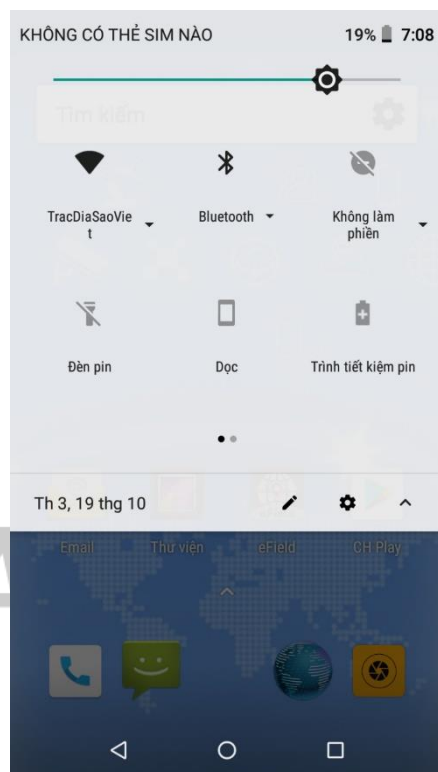 KHÔNG CÓ THẺ SIM NÀO 19% 7:08
Tìm kiếm
TracDiaSaoVie
t
Bluetooth
Không làm
phiền
Đèn pin
Dọc
Trình tiết kiệm pin
Th 3, 19 thg 10
Email Thư viện eField CH Play